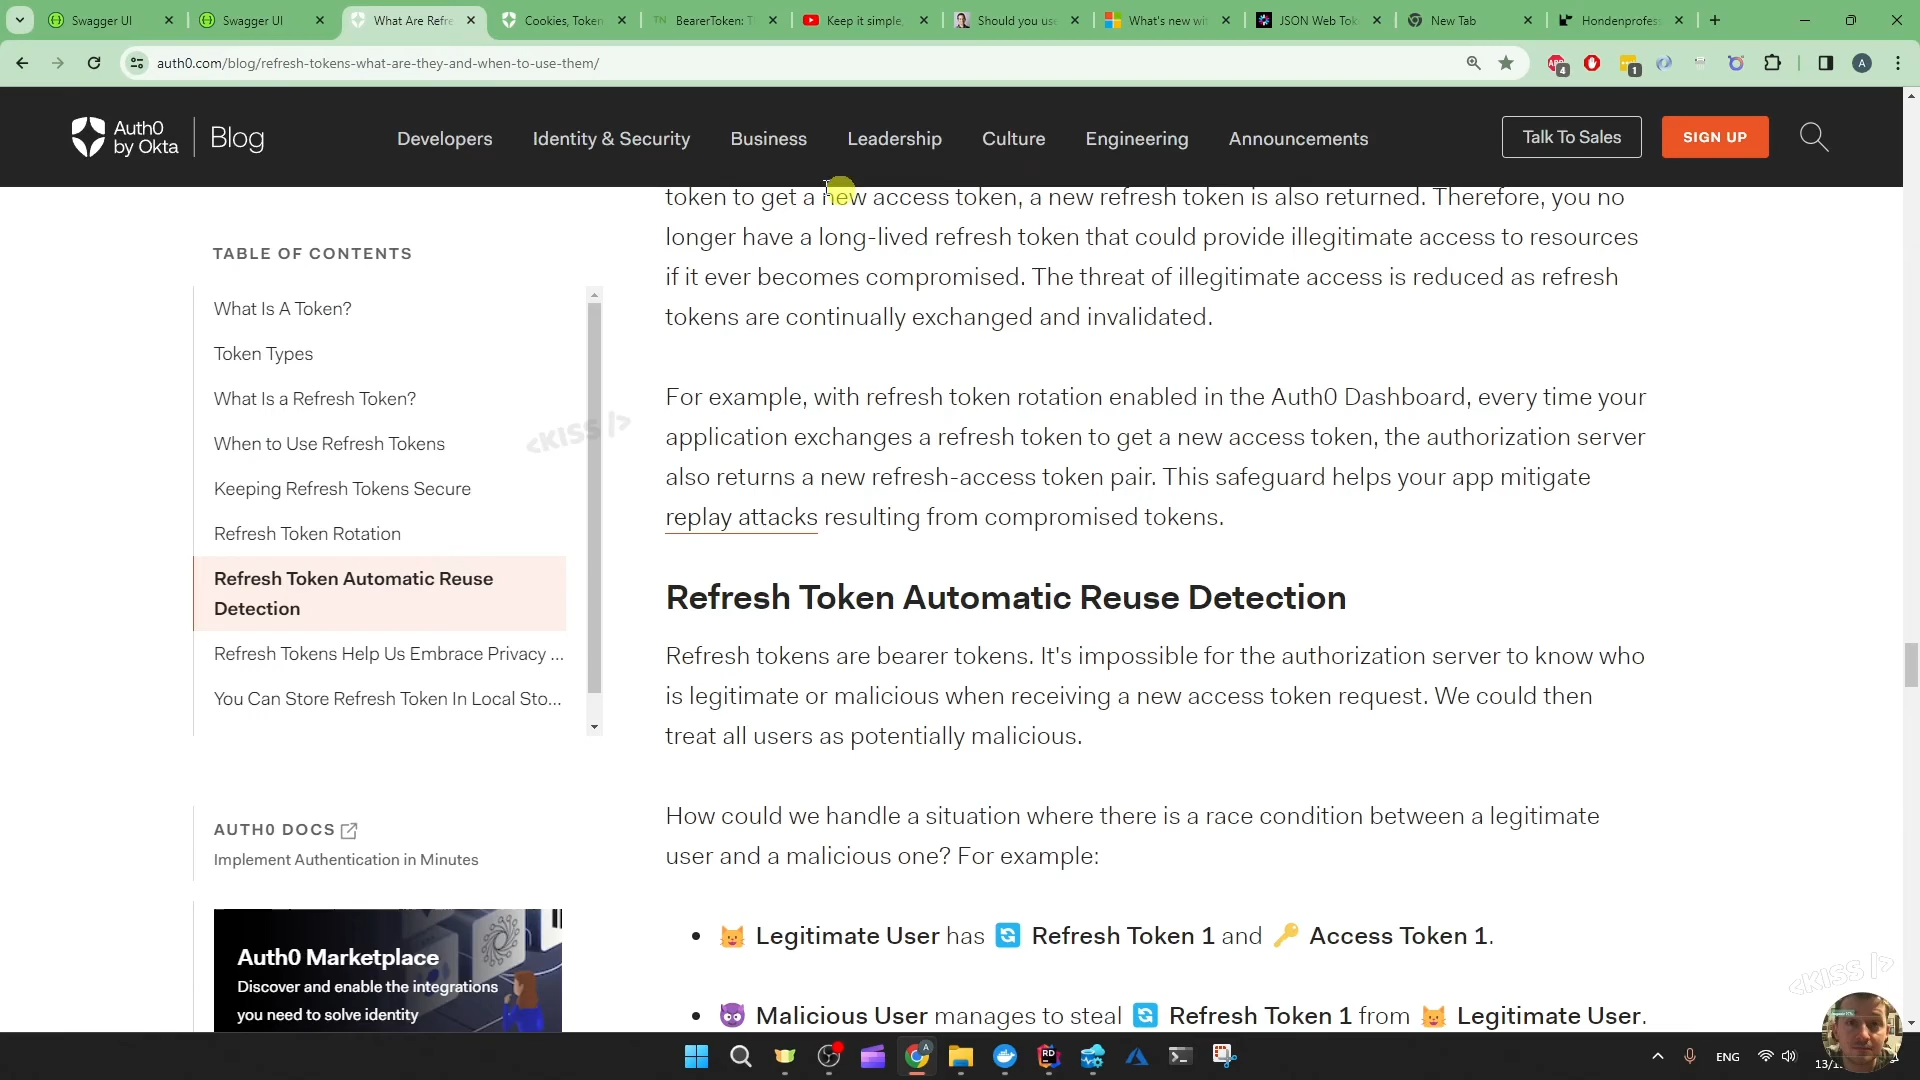 Swagger UI
Swagger UI
What Are Refre
Cookies, Token
TN BearerToken: T
Keep it simple,
Should you use
What's new wit
JSON Web Tok
New Tab
Hondenprofes
auth0.com/blog/refresh-tokens-what-are-they-and-when-to-use-them/
ABP 4
1
A
Auth0
by Okta
Blog
Developers
Identity & Security
Business
Leadership
Culture
Engineering
Announcements
Talk To Sales
SIGN UP
token to get a new access token, a new refresh token is also returned. Therefore, you no
longer have a long-lived refresh token that could provide illegitimate access to resources
if it ever becomes compromised. The threat of illegitimate access is reduced as refresh
tokens are continually exchanged and invalidated.
TABLE OF CONTENTS
What Is A Token?
Token Types
What Is a Refresh Token?
When to Use Refresh Tokens
Keeping Refresh Tokens Secure
Refresh Token Rotation
Refresh Token Automatic Reuse
Detection
Refresh Tokens Help Us Embrace Privacy ...
You Can Store Refresh Token In Local Sto...
<KISS />
For example, with refresh token rotation enabled in the Auth0 Dashboard, every time your
application exchanges a refresh token to get a new access token, the authorization server
also returns a new refresh-access token pair. This safeguard helps your app mitigate
replay attacks resulting from compromised tokens.
Refresh Token Automatic Reuse Detection
Refresh tokens are bearer tokens. It's impossible for the authorization server to know who
is legitimate or malicious when receiving a new access token request. We could then
treat all users as potentially malicious.
How could we handle a situation where there is a race condition between a legitimate
user and a malicious one? For example:
• Legitimate User has Refresh Token 1 and Access Token 1.
• Malicious User manages to steal Refresh Token 1 from Legitimate User.
AUTH0 DOCS
Implement Authentication in Minutes
Auth0 Marketplace
Discover and enable the integrations
you need to solve identity
<KISS />
A
RD
ENG
13/1